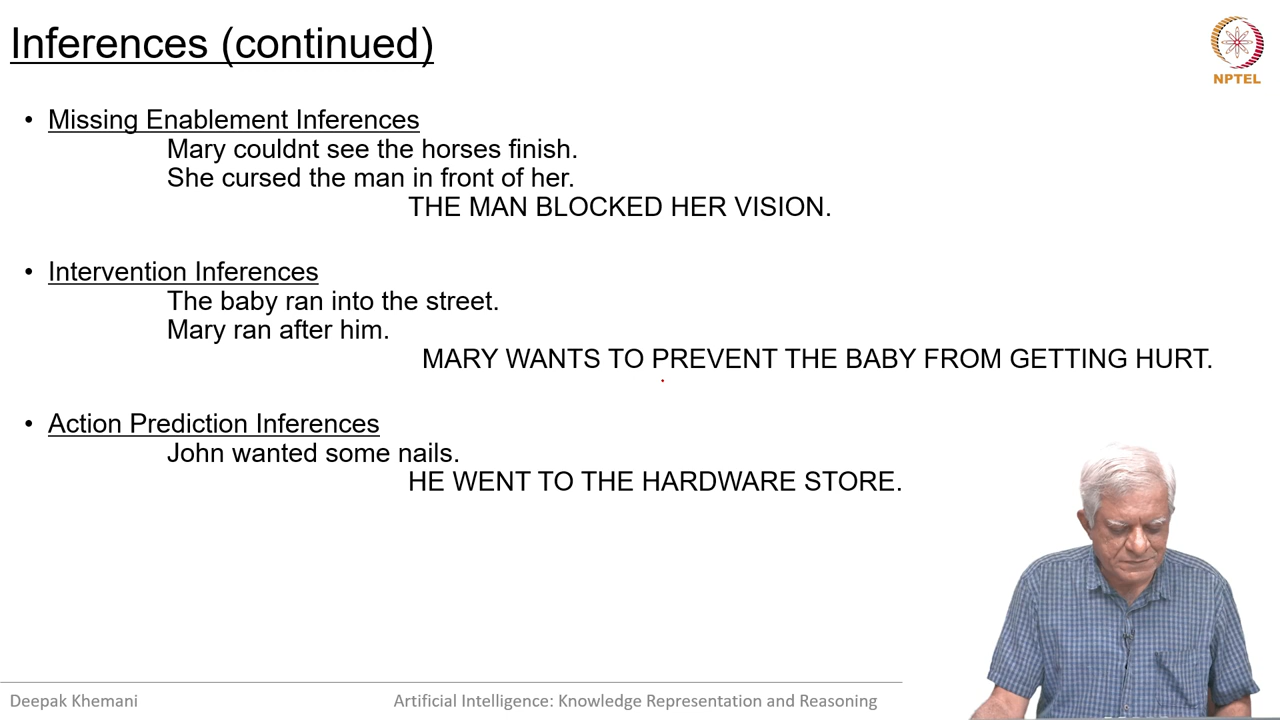 Inferences (continued)
NPTEL
• Missing Enablement Inferences
Mary couldnt see the horses finish.
She cursed the man in front of her.
THE MAN BLOCKED HER VISION.
• Intervention Inferences
The baby ran into the street.
Mary ran after him.
MARY WANTS TO PREVENT THE BABY FROM GETTING HURT.
• Action Prediction Inferences
John wanted some nails.
HE WENT TO THE HARDWARE STORE.
Deepak Khemani
Artificial Intelligence: Knowledge Representation and Reasoning